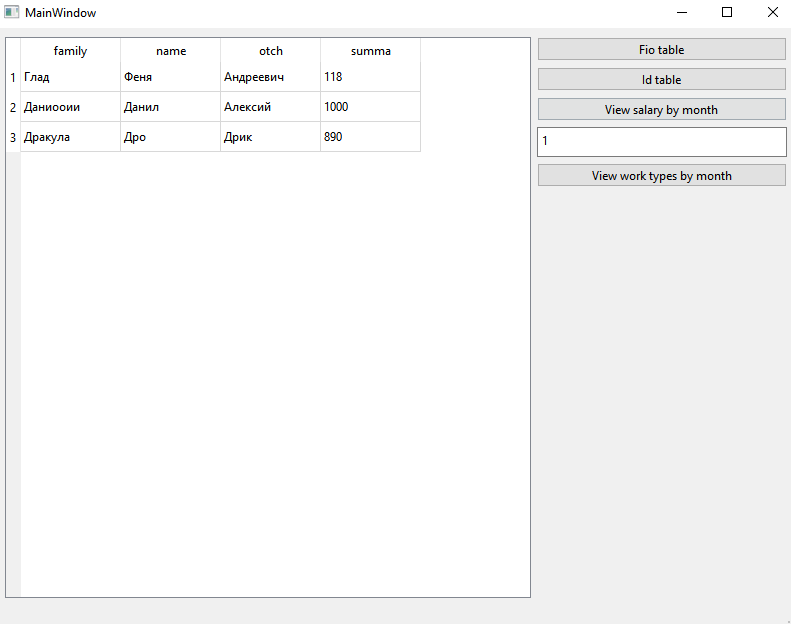 MainWindow
family name otch summa
1 Глад Феня Андреевич 118
2 Даниооии Данил Алексий 1000
3 Дракула Дро Дрик 890
Fio table
Id table
View salary by month
1
View work types by month